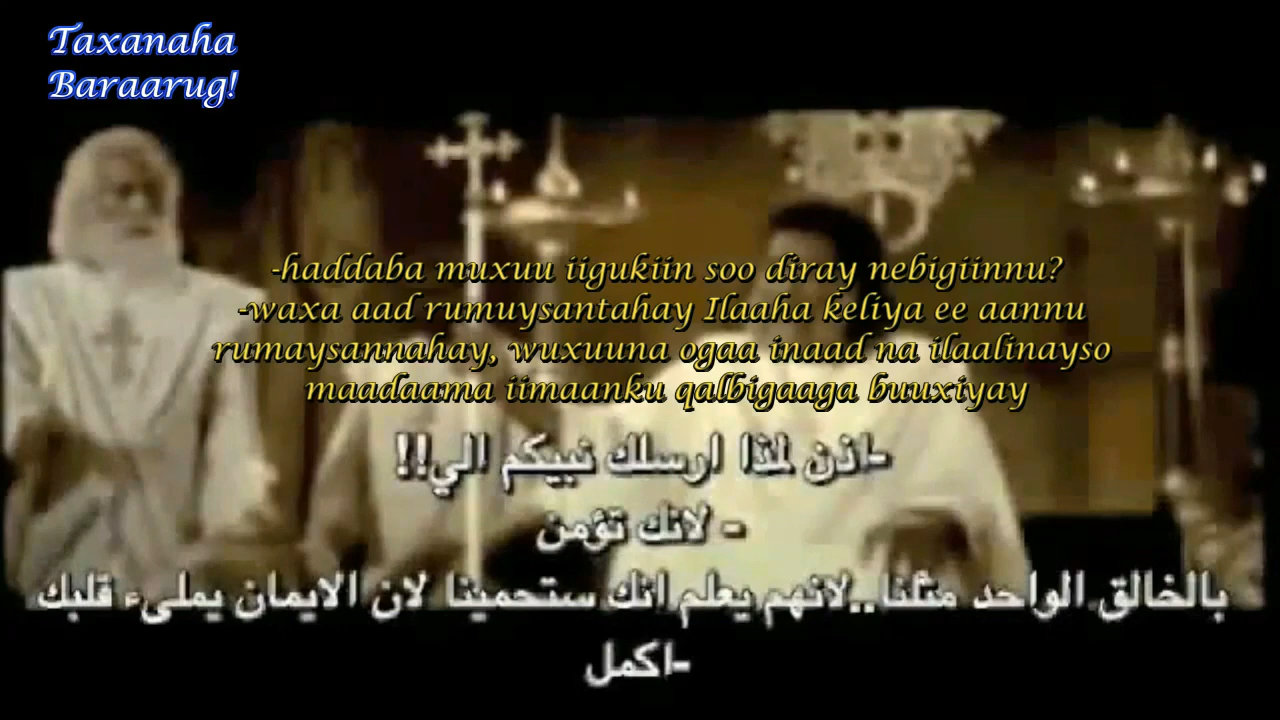 Taxanaha
Baraarug!
-haddaba muxuu iigukiin soo diray nebigiinnu?
-waxa aad rumuysantahay Ilaaha keliya ee aannu
rumaysannahay, wuxuuna ogaa inaad na ilaalinayso
maadaama iimaanku qalbigaaga buuxiyay
-اذن لمذا ارسلك نبيكم الي!!
- لانك تؤمن
بالخالق الواحد مثلنا..لانهم يعلم انك ستحمينا لان الايمان يملىء قلبك
-اكمل